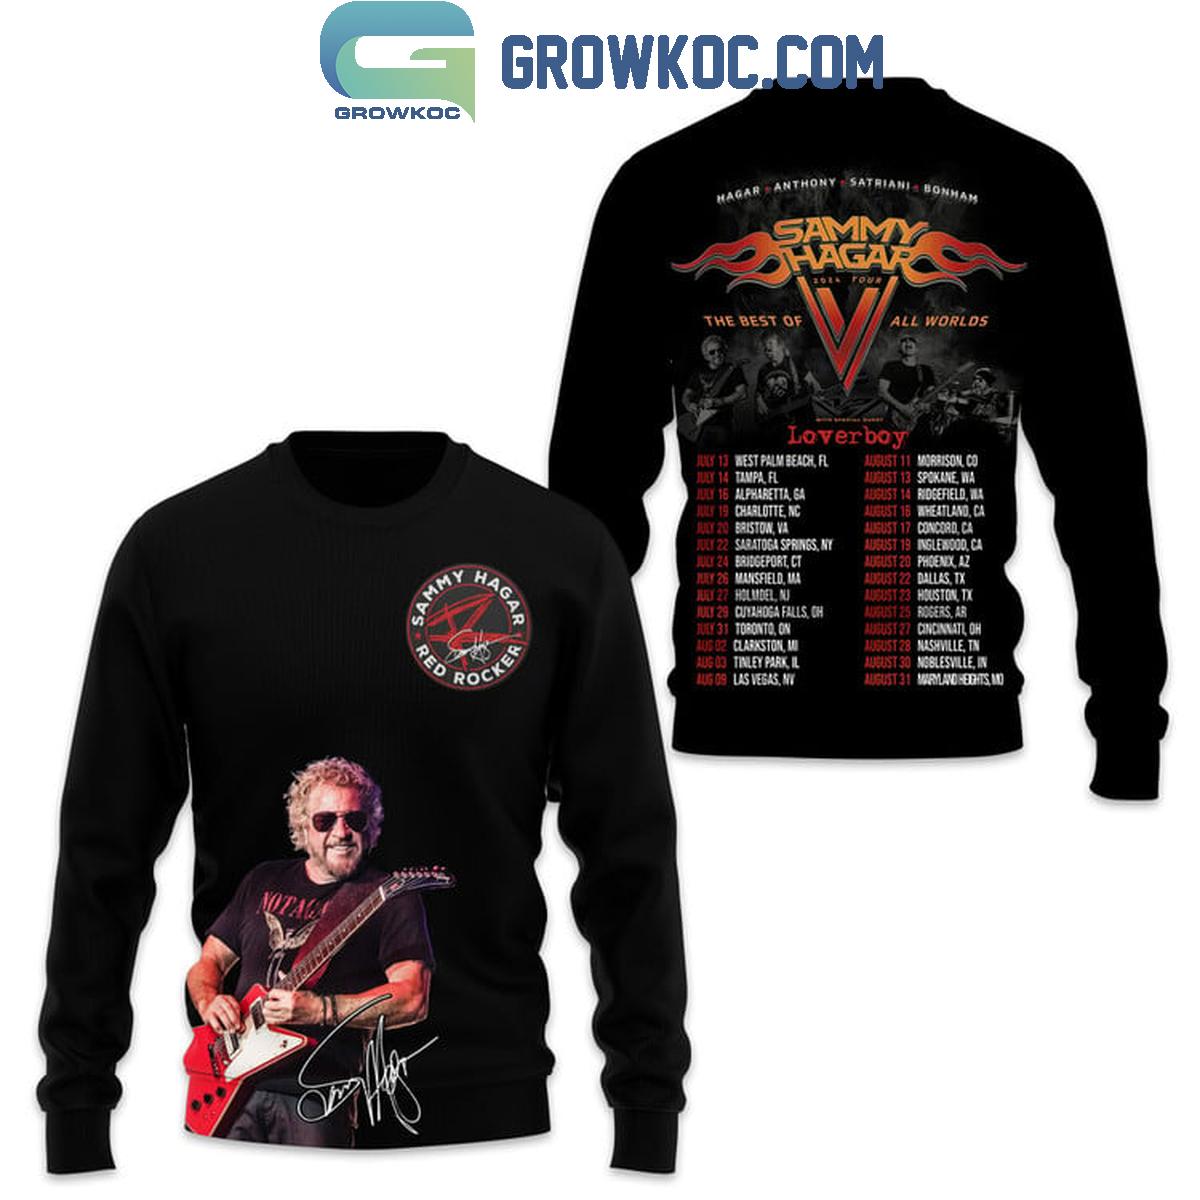 GROWKOC
GROWKOC.COM
HAGAR ANTHONY SATRIANI BONHAM
SAMMY
HAGAR
2024 TOUR
THE BEST OF ALL WORLDS
WITH SPECIAL GUEST
Loverboy
JULY 13 WEST PALM BEACH, FL
JULY 14 TAMPA, FL
JULY 16 ALPHARETTA, GA
JULY 19 CHARLOTTE, NC
JULY 20 BRISTOW, VA
JULY 22 SARATOGA SPRINGS, NY
JULY 24 BRIDGEPORT, CT
JULY 26 MANSFIELD, MA
JULY 27 HOLMDEL, NJ
JULY 29 CUYAHOGA FALLS, OH
JULY 31 TORONTO, ON
AUG 02 CLARKSTON, MI
AUG 03 TINLEY PARK, IL
AUG 09 LAS VEGAS, NV
AUGUST 11 MORRISON, CO
AUGUST 13 SPOKANE, WA
AUGUST 14 RIDGEFIELD, WA
AUGUST 16 WHEATLAND, CA
AUGUST 17 CONCORD, CA
AUGUST 19 INGLEWOOD, CA
AUGUST 20 PHOENIX, AZ
AUGUST 22 DALLAS, TX
AUGUST 23 HOUSTON, TX
AUGUST 25 ROGERS, AR
AUGUST 27 CINCINNATI, OH
AUGUST 28 NASHVILLE, TN
AUGUST 30 NOBLESVILLE, IN
AUGUST 31 MARYLAND HEIGHTS, MO
SAMMY HAGAR
RED ROCKER
NOT A